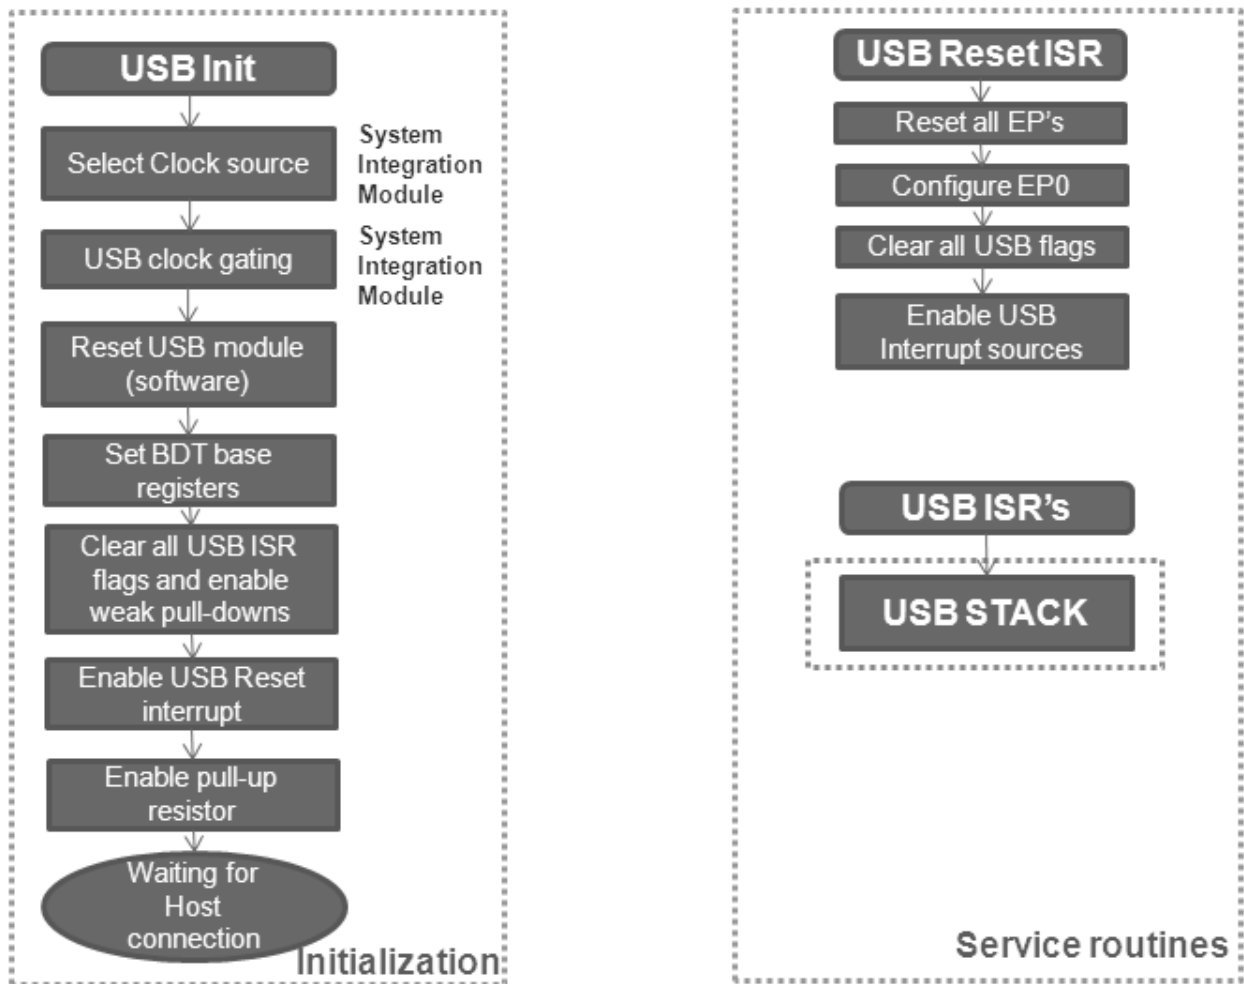 USB Init
Select Clock source
System
Integration
Module
USB clock gating
System
Integration
Module
Reset USB module
(software)
Set BDT base
registers
Clear all USB ISR
flags and enable
weak pull-downs
Enable USB Reset
interrupt
Enable pull-up
resistor
Waiting for
Host
connection
Initialization
USB Reset ISR
Reset all EP's
Configure EP0
Clear all USB flags
Enable USB
Interrupt sources
USB ISR's
USB STACK
Service routines